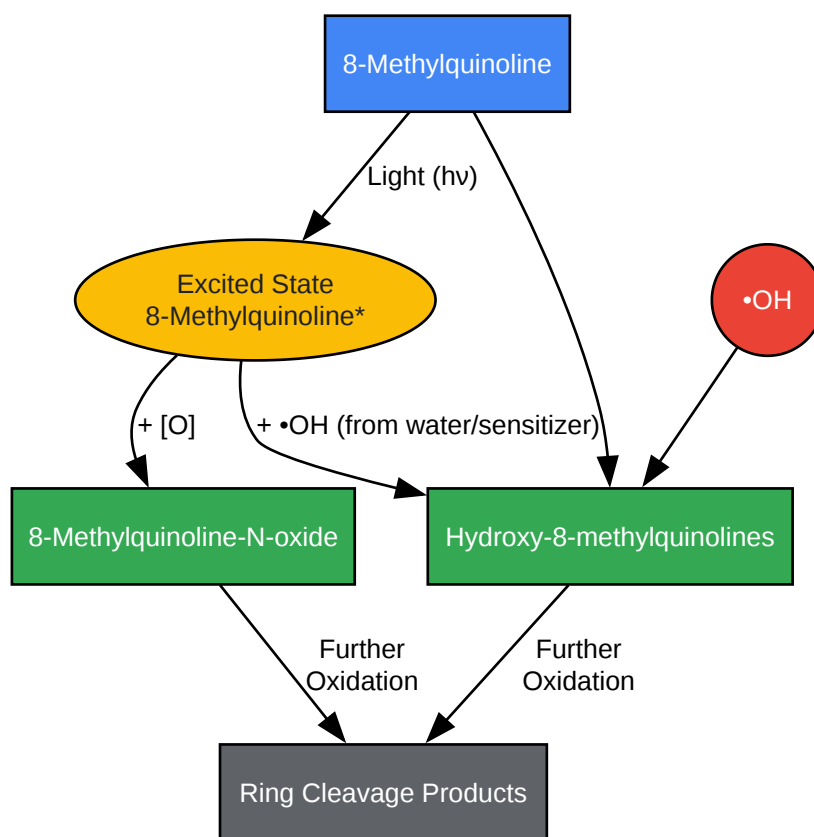 8-Methylquinoline
Light (hν)
Excited State
8-Methylquinoline*
•OH
+ [O]
+ •OH (from water/sensitizer)
8-Methylquinoline-N-oxide
Hydroxy-8-methylquinolines
Further
Oxidation
Further
Oxidation
Ring Cleavage Products